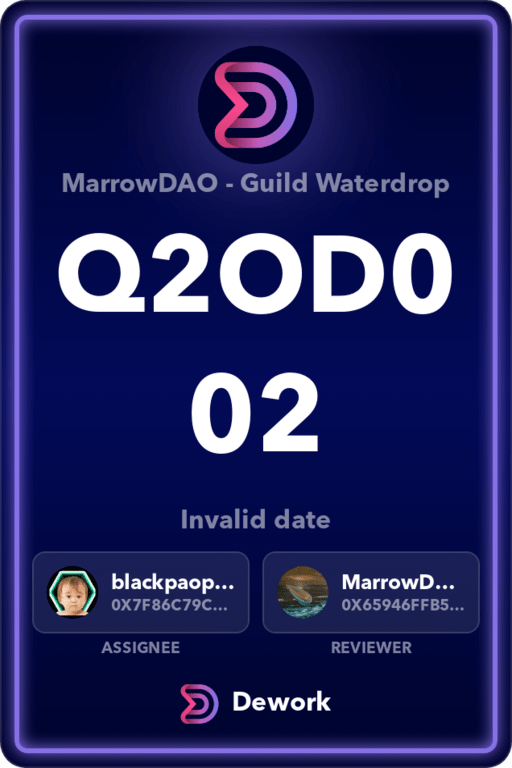 MarrowDAO - Guild Waterdrop
Q2OD0
02
Invalid date
blackpaop...
0X7F86C79C...
ASSIGNEE
MarrowD...
0X65946FFB5...
REVIEWER
Dework